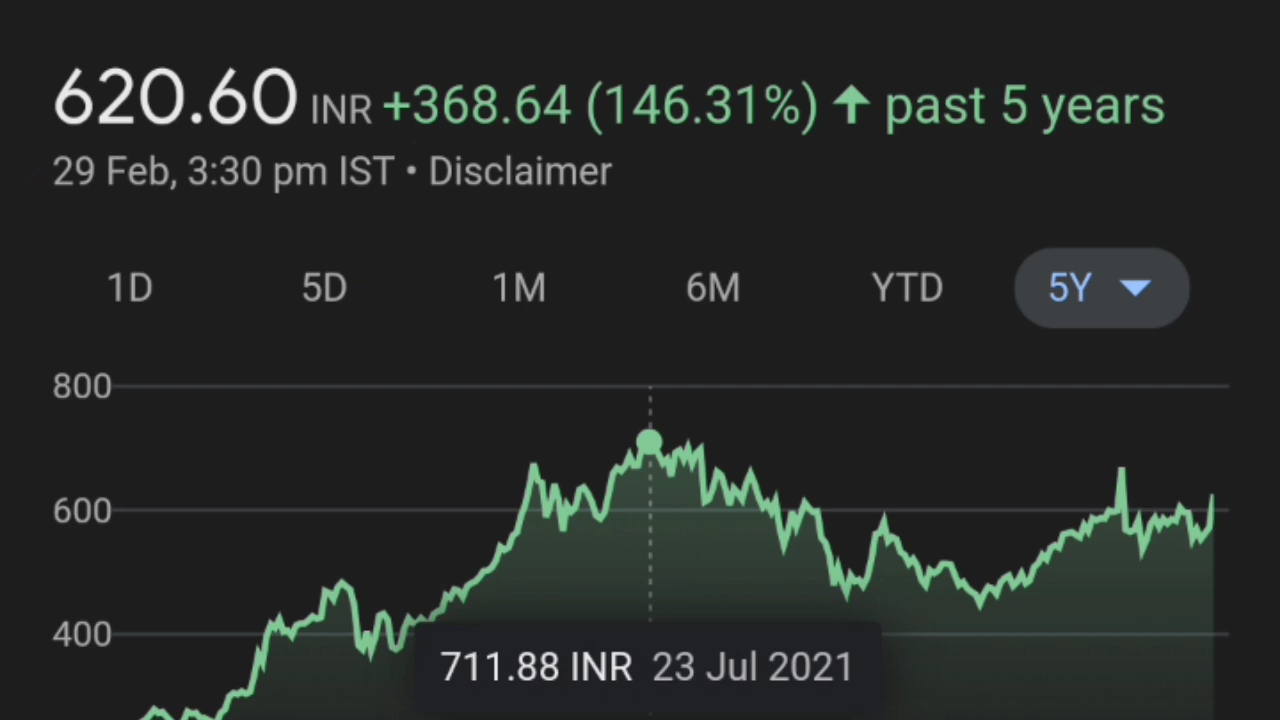 620.60 INR +368.64 (146.31%) ↑ past 5 years
29 Feb, 3:30 pm IST • Disclaimer
1D 5D 1M 6M YTD 5Y
800
600
400
711.88 INR 23 Jul 2021